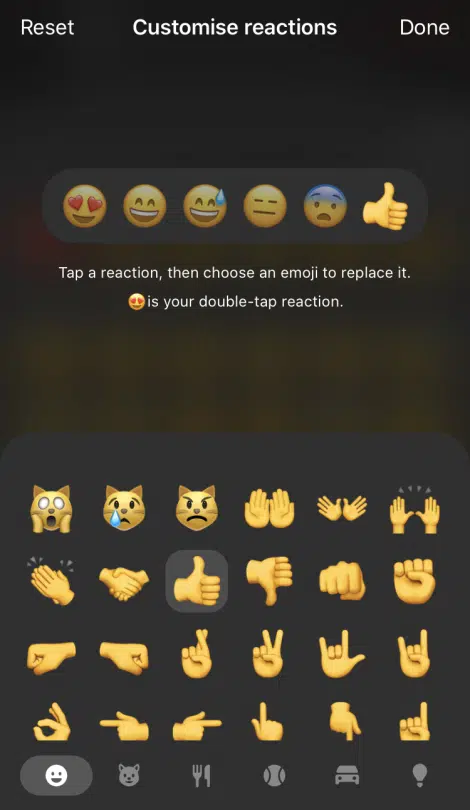 Reset Customise reactions Done
Tap a reaction, then choose an emoji to replace it.
😍is your double-tap reaction.